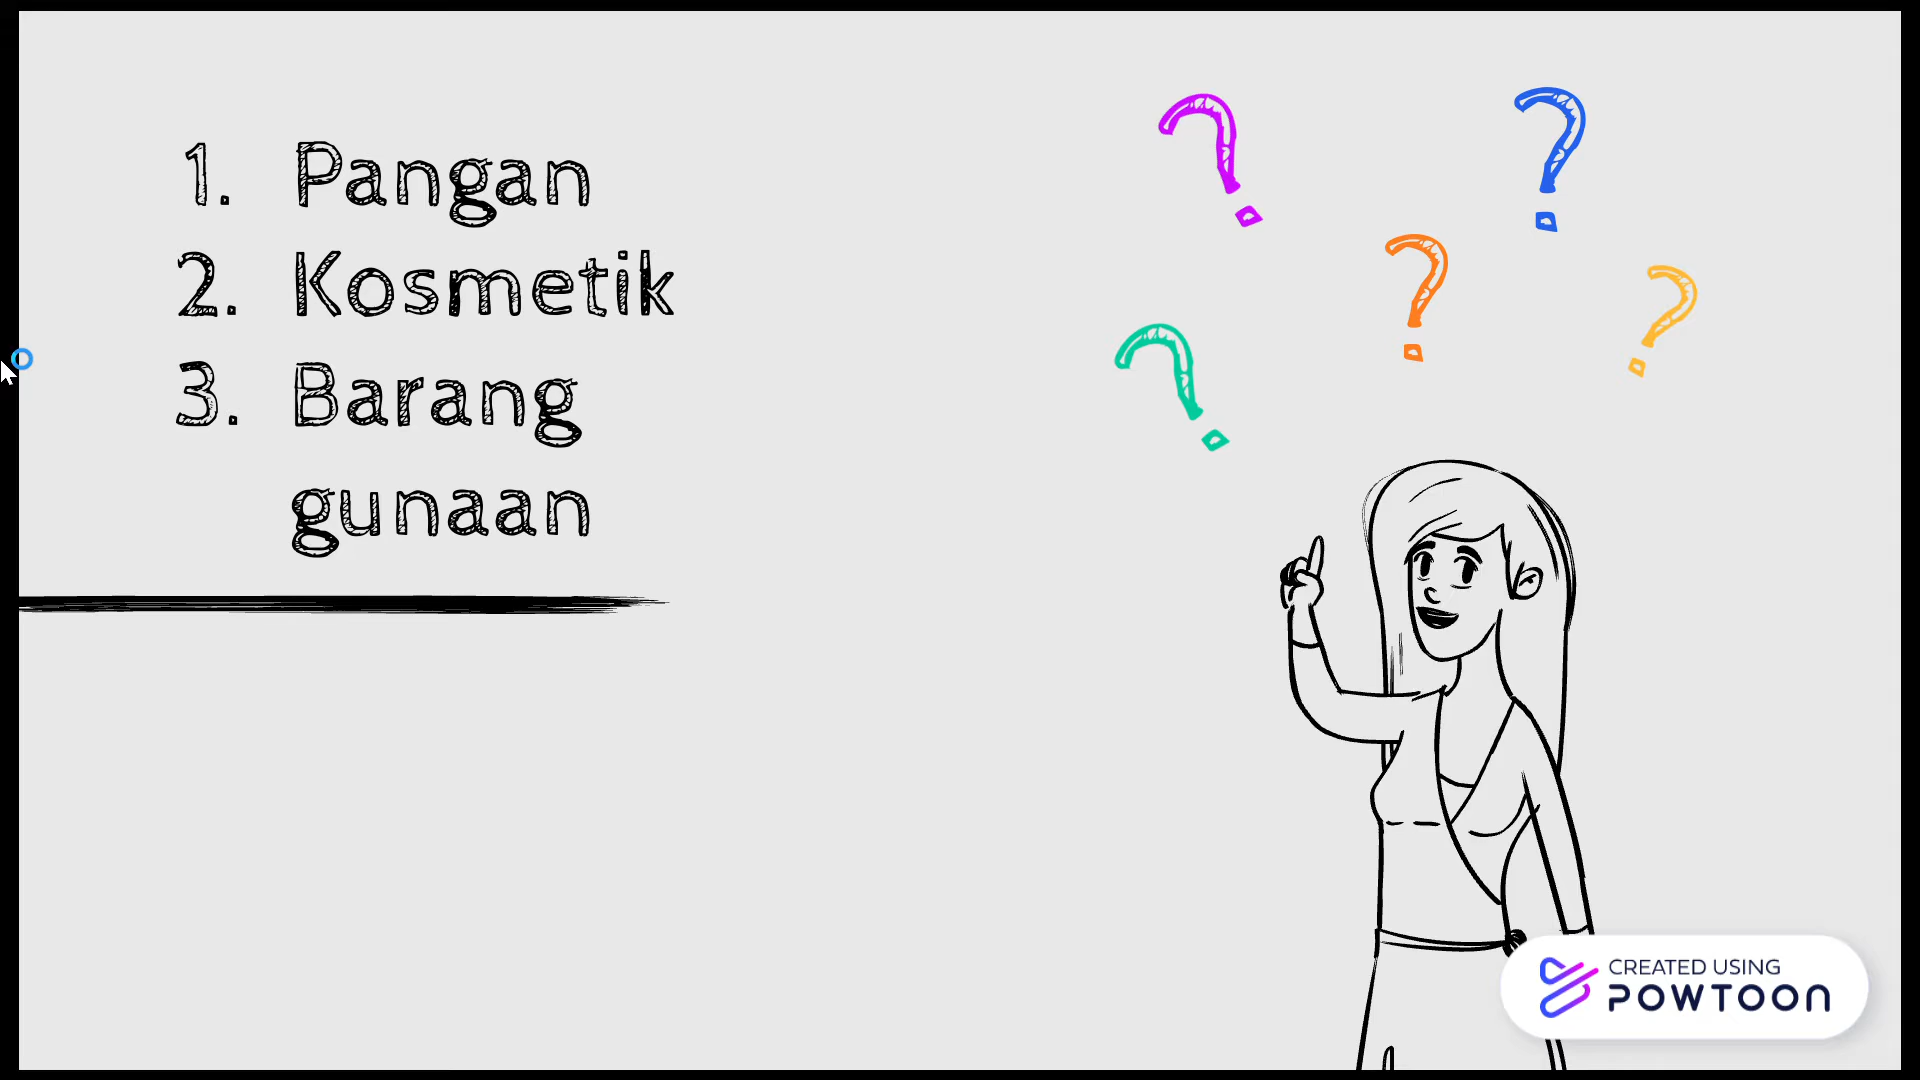 1. Pangan
2. Kosmetik
3. Barang
gunaan
CREATED USING
POWTOON